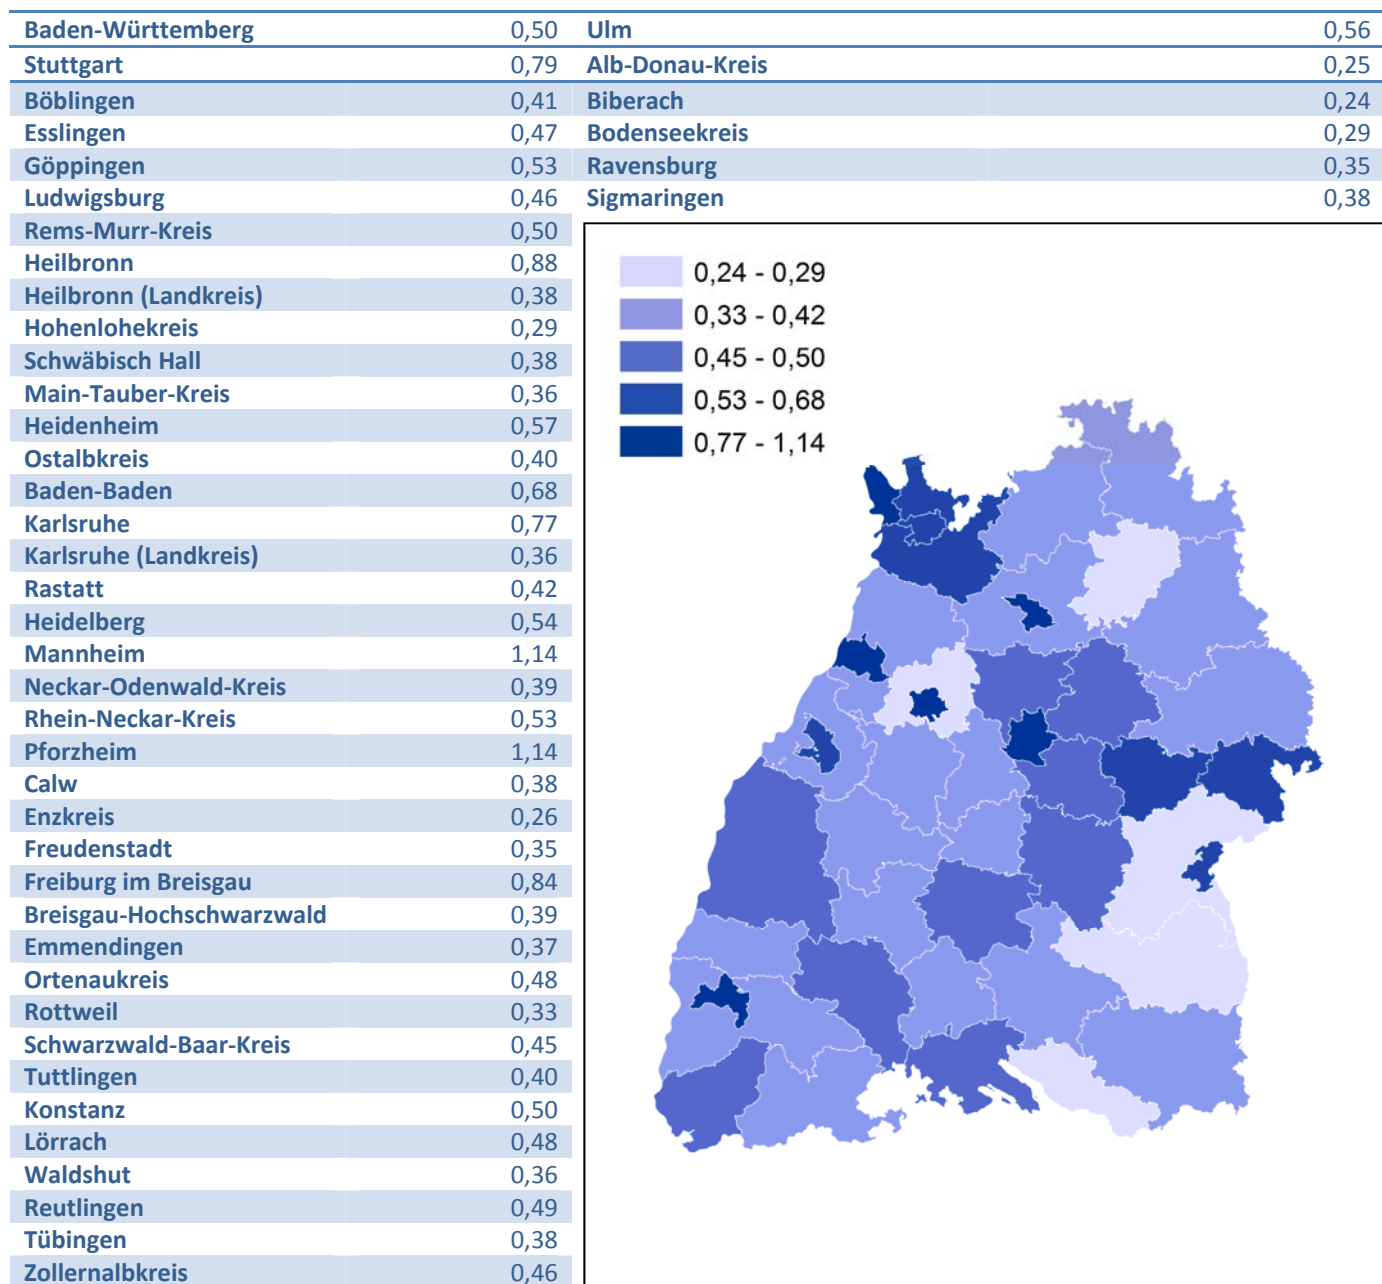 Baden-Württemberg 0,50 Ulm 0,56
Stuttgart 0,79 Alb-Donau-Kreis 0,25
Böblingen 0,41 Biberach 0,24
Esslingen 0,47 Bodenseekreis 0,29
Göppingen 0,53 Ravensburg 0,35
Ludwigsburg 0,46 Sigmaringen 0,38
Rems-Murr-Kreis 0,50
Heilbronn 0,88
Heilbronn (Landkreis) 0,38
Hohenlohekreis 0,29
Schwäbisch Hall 0,38
Main-Tauber-Kreis 0,36
Heidenheim 0,57
Ostalbkreis 0,40
Baden-Baden 0,68
Karlsruhe 0,77
Karlsruhe (Landkreis) 0,36
Rastatt 0,42
Heidelberg 0,54
Mannheim 1,14
Neckar-Odenwald-Kreis 0,39
Rhein-Neckar-Kreis 0,53
Pforzheim 1,14
Calw 0,38
Enzkreis 0,26
Freudenstadt 0,35
Freiburg im Breisgau 0,84
Breisgau-Hochschwarzwald 0,39
Emmendingen 0,37
Ortenaukreis 0,48
Rottweil 0,33
Schwarzwald-Baar-Kreis 0,45
Tuttlingen 0,40
Konstanz 0,50
Lörrach 0,48
Waldshut 0,36
Reutlingen 0,49
Tübingen 0,38
Zollernalbkreis 0,46
0,24 - 0,29
0,33 - 0,42
0,45 - 0,50
0,53 - 0,68
0,77 - 1,14